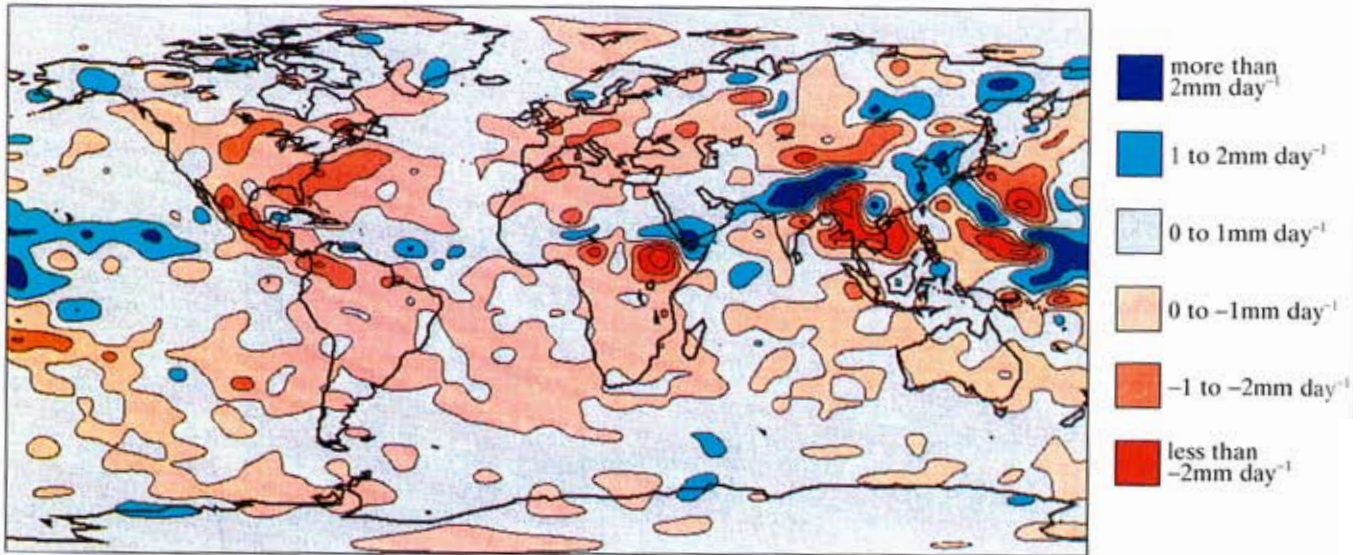 more than
2mm day⁻¹
1 to 2mm day⁻¹
0 to 1mm day⁻¹
0 to –1mm day⁻¹
–1 to –2mm day⁻¹
less than
–2mm day⁻¹